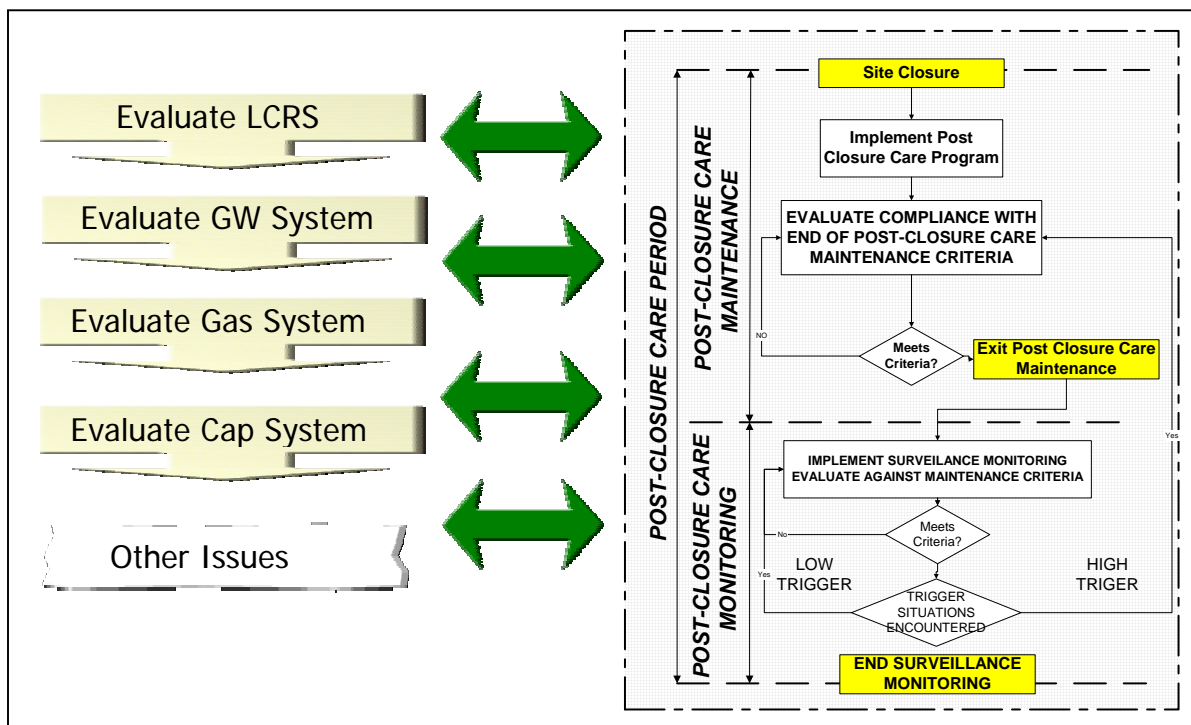 Evaluate LCRS
Evaluate GW System
Evaluate Gas System
Evaluate Cap System
Other Issues
POST-CLOSURE CARE PERIOD
POST-CLOSURE CARE
MAINTENANCE
POST-CLOSURE CARE
MONITORING
Site Closure
Implement Post
Closure Care Program
EVALUATE COMPLIANCE WITH
END OF POST-CLOSURE CARE
MAINTENANCE CRITERIA
NO
Meets
Criteria?
Exit Post Closure Care
Maintenance
Yes
IMPLEMENT SURVEILANCE MONITORING
EVALUATE AGAINST MAINTENANCE CRITERIA
No
Meets
Criteria?
Yes
LOW
TRIGGER
HIGH
TRIGER
TRIGGER
SITUATIONS
ENCOUNTERED
END SURVEILLANCE
MONITORING